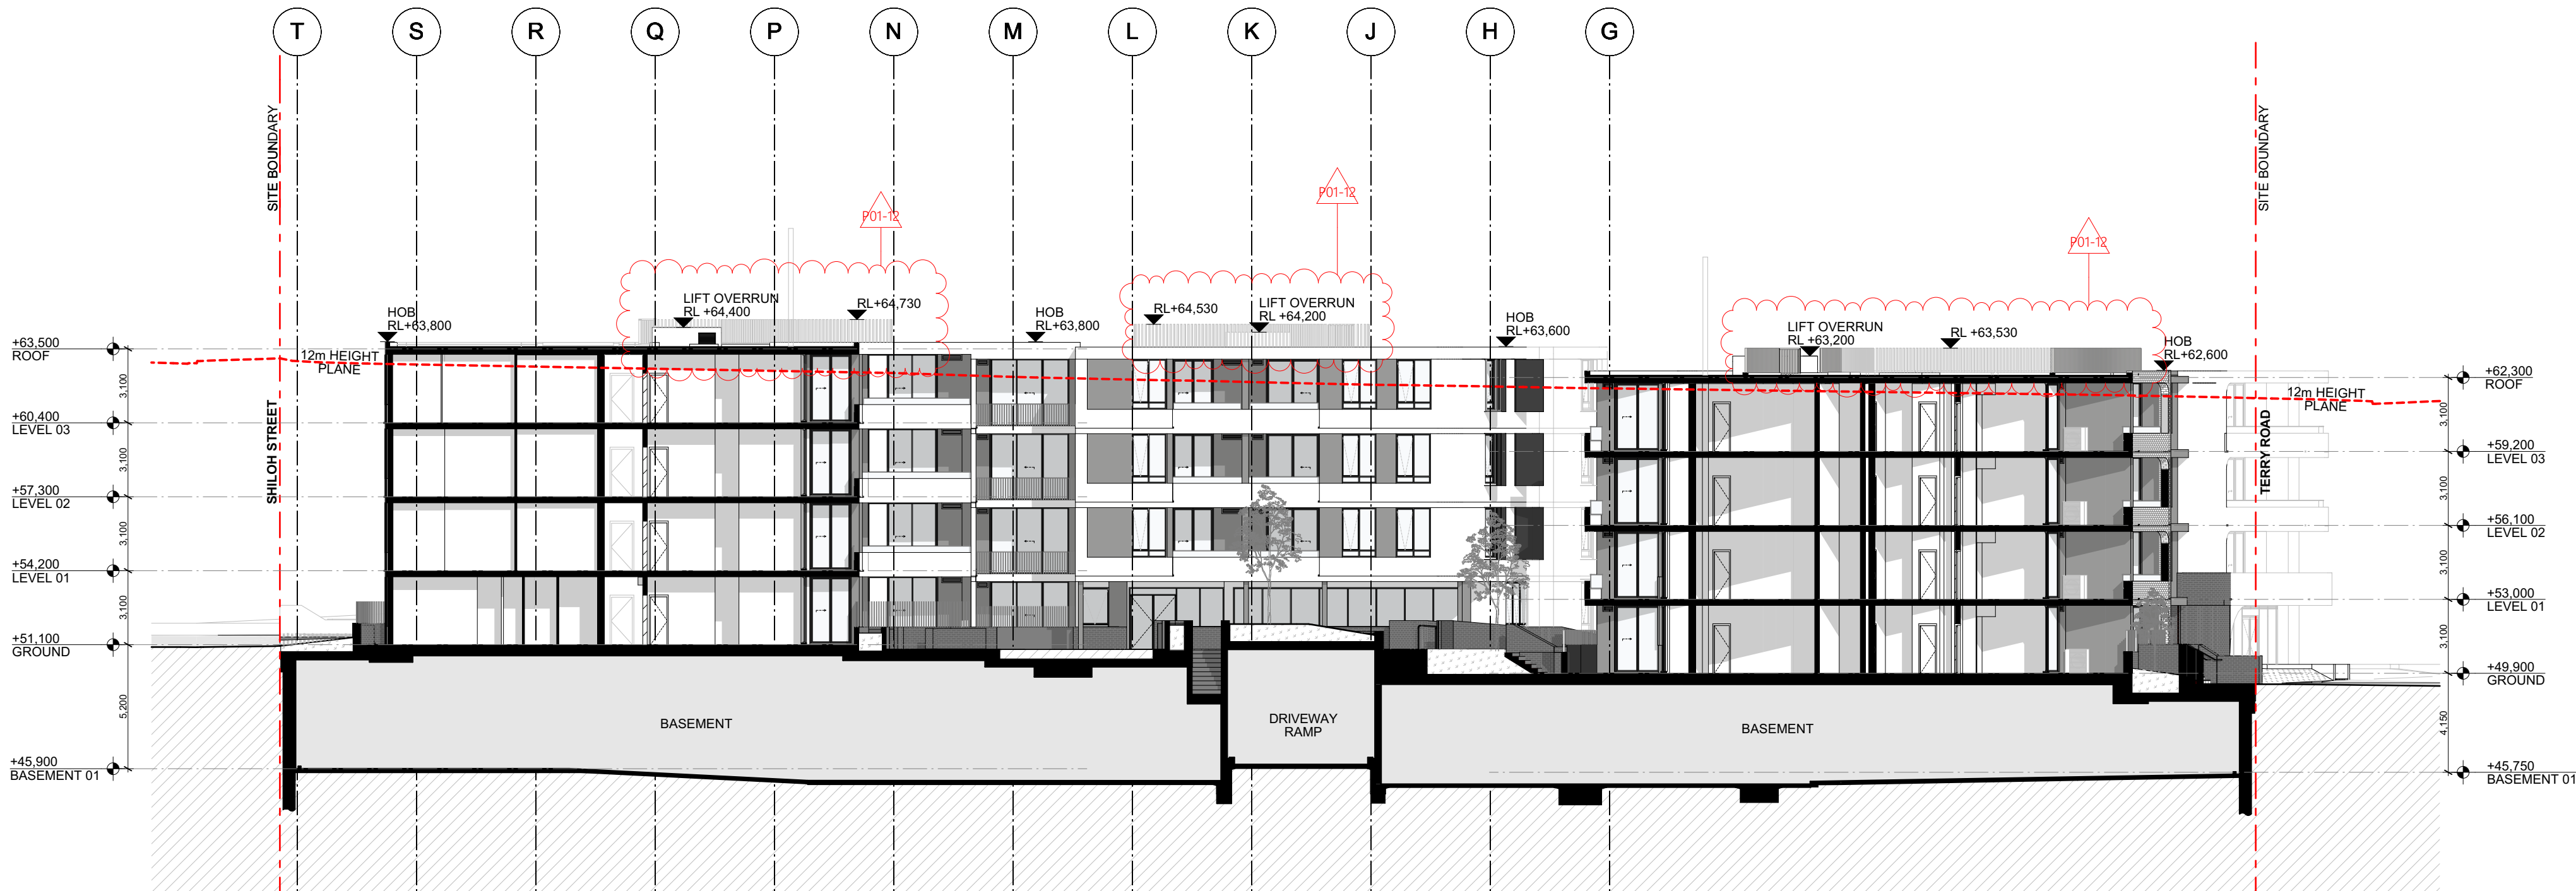 T
S
R
Q
P
N
M
L
K
J
H
G
SITE BOUNDARY
SITE BOUNDARY
P01-12
P01-12
P01-12
LIFT OVERRUN
RL +64,400
RL+64,730
HOB
RL+63,800
HOB
RL+63,800
RL+64,530
LIFT OVERRUN
RL +64,200
HOB
RL+63,600
LIFT OVERRUN
RL +63,200
RL +63,530
HOB
RL+62,600
12m HEIGHT
PLANE
12m HEIGHT
PLANE
SHILOH STREET
TERRY ROAD
+63,500
ROOF
3,100
+60,400
LEVEL 03
3,100
+57,300
LEVEL 02
3,100
+54,200
LEVEL 01
3,100
+51,100
GROUND
5,200
+45,900
BASEMENT 01
BASEMENT
DRIVEWAY
RAMP
BASEMENT
+62,300
ROOF
3,100
+59,200
LEVEL 03
3,100
+56,100
LEVEL 02
3,100
+53,000
LEVEL 01
3,100
+49,900
GROUND
4,150
+45,750
BASEMENT 01